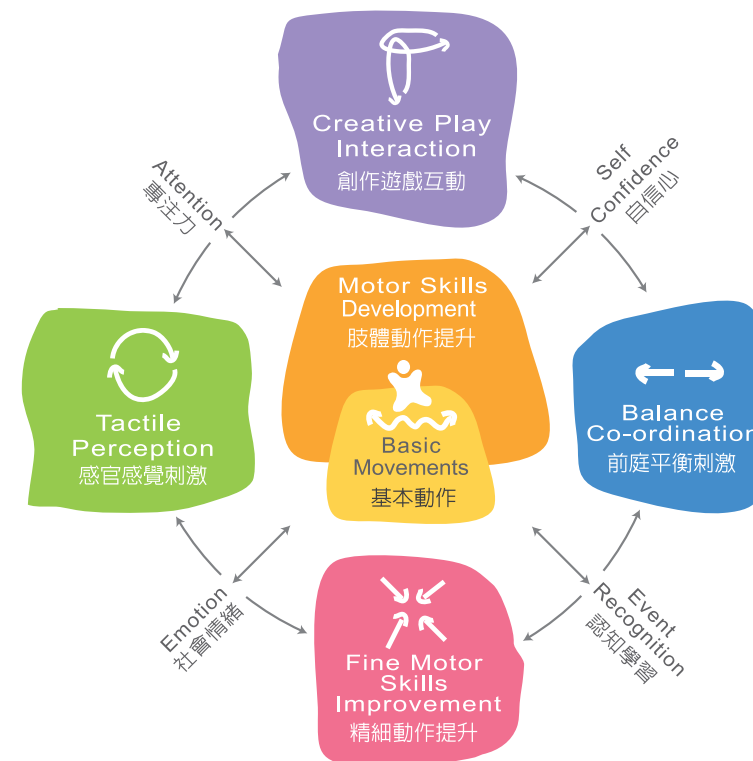 Creative Play
Interaction
創作遊戲互動
Attention
專注力
Self
Confidence
自信心
Motor Skills
Development
肢體動作提升
Tactile
Perception
感官感覺刺激
Basic
Movements
基本動作
Balance
Co-ordination
前庭平衡刺激
Emotion
社會情緒
Event
Recognition
認知學習
Fine Motor
Skills
Improvement
精細動作提升